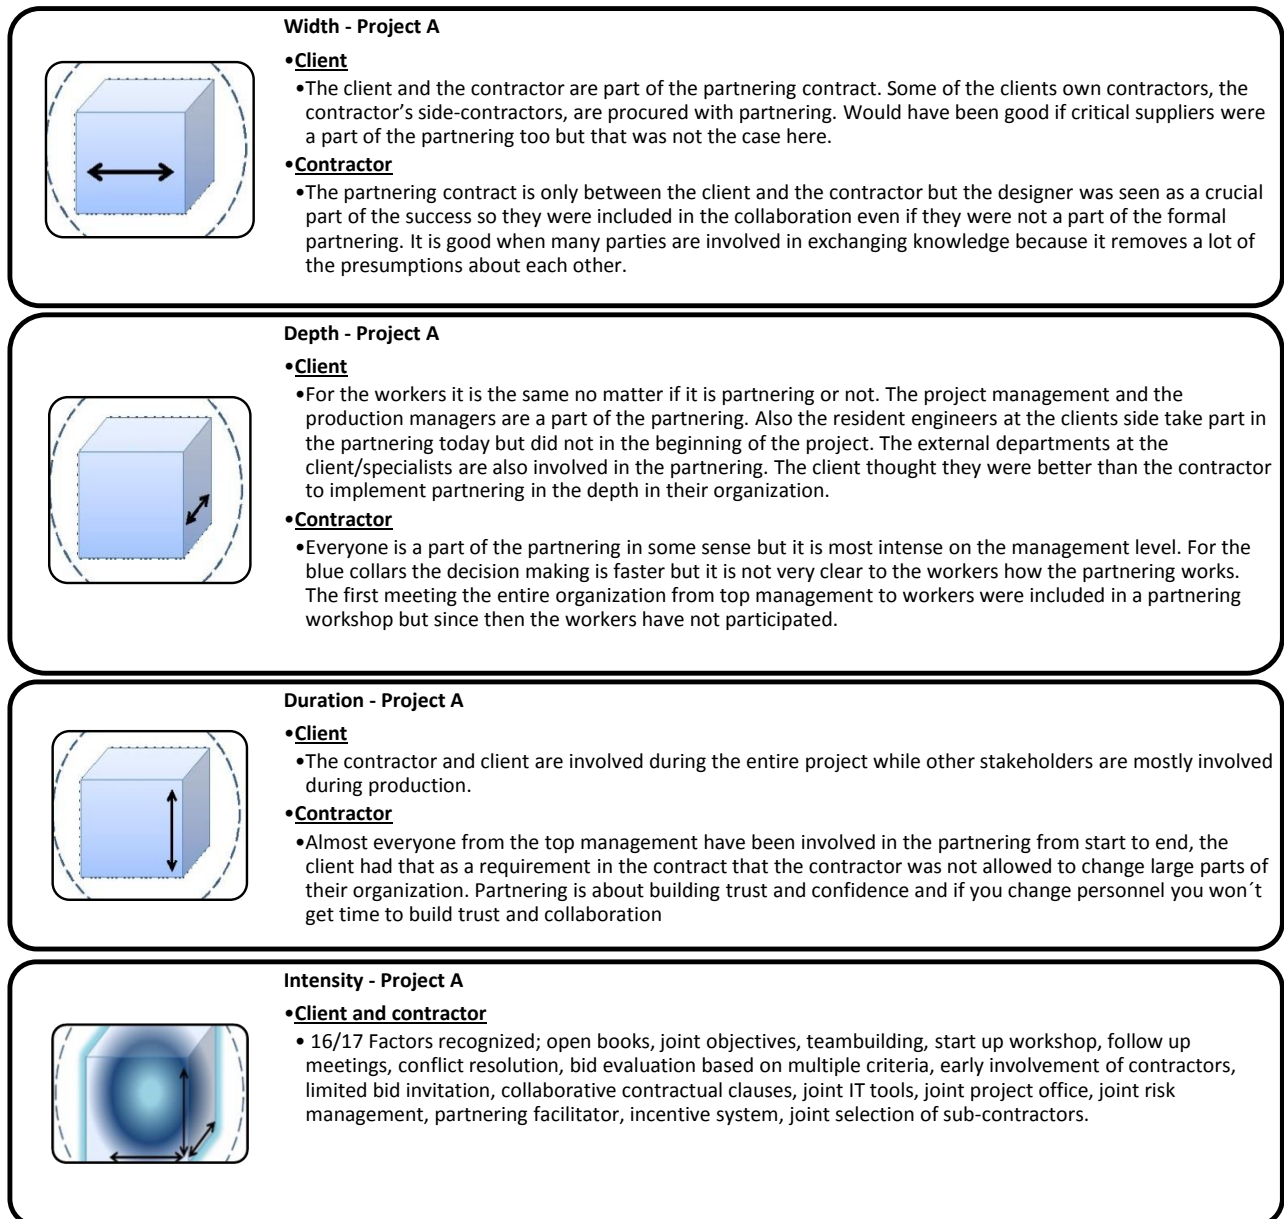 Width - Project A
•Client
•The client and the contractor are part of the partnering contract. Some of the clients own contractors, the
contractor’s side-contractors, are procured with partnering. Would have been good if critical suppliers were
a part of the partnering too but that was not the case here.
•Contractor
•The partnering contract is only between the client and the contractor but the designer was seen as a crucial
part of the success so they were included in the collaboration even if they were not a part of the formal
partnering. It is good when many parties are involved in exchanging knowledge because it removes a lot of
the presumptions about each other.
Depth - Project A
•Client
•For the workers it is the same no matter if it is partnering or not. The project management and the
production managers are a part of the partnering. Also the resident engineers at the clients side take part in
the partnering today but did not in the beginning of the project. The external departments at the
client/specialists are also involved in the partnering. The client thought they were better than the contractor
to implement partnering in the depth in their organization.
•Contractor
•Everyone is a part of the partnering in some sense but it is most intense on the management level. For the
blue collars the decision making is faster but it is not very clear to the workers how the partnering works.
The first meeting the entire organization from top management to workers were included in a partnering
workshop but since then the workers have not participated.
Duration - Project A
•Client
•The contractor and client are involved during the entire project while other stakeholders are mostly involved
during production.
•Contractor
•Almost everyone from the top management have been involved in the partnering from start to end, the
client had that as a requirement in the contract that the contractor was not allowed to change large parts of
their organization. Partnering is about building trust and confidence and if you change personnel you won´t
get time to build trust and collaboration
Intensity - Project A
•Client and contractor
• 16/17 Factors recognized; open books, joint objectives, teambuilding, start up workshop, follow up
meetings, conflict resolution, bid evaluation based on multiple criteria, early involvement of contractors,
limited bid invitation, collaborative contractual clauses, joint IT tools, joint project office, joint risk
management, partnering facilitator, incentive system, joint selection of sub-contractors.